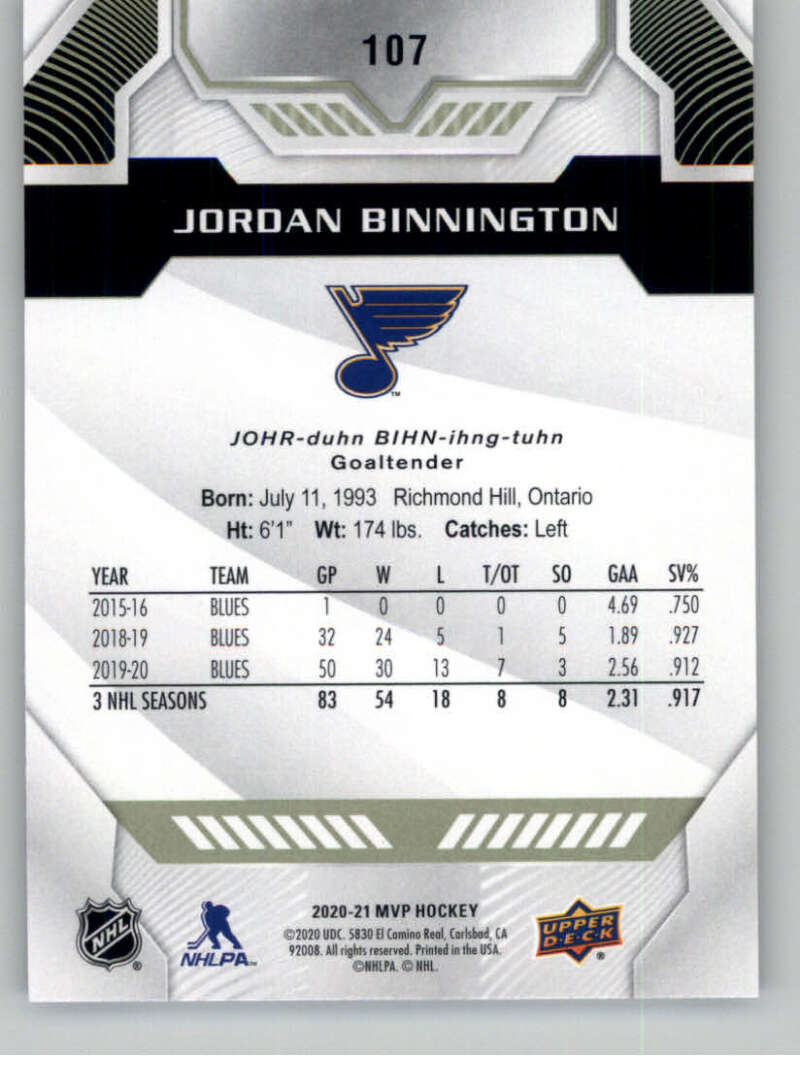 107
JORDAN BINNINGTON
TM
JOHR-duhn BIHN-ihng-tuhn
Goaltender
Born: July 11, 1993 Richmond Hill, Ontario
Ht: 6'1" Wt: 174 lbs. Catches: Left
YEAR TEAM GP W L T/OT SO GAA SV%
2015-16 BLUES 1 0 0 0 0 4.69 .750
2018-19 BLUES 32 24 5 1 5 1.89 .927
2019-20 BLUES 50 30 13 7 3 2.56 .912
3 NHL SEASONS 83 54 18 8 8 2.31 .917
NHL ®
NHLPA TM
2020-21 MVP HOCKEY
©2020 UDC. 5830 El Camino Real, Carlsbad, CA
92008. All rights reserved. Printed in the USA.
©NHLPA. © NHL.
UPPER
D·E·C·K ®